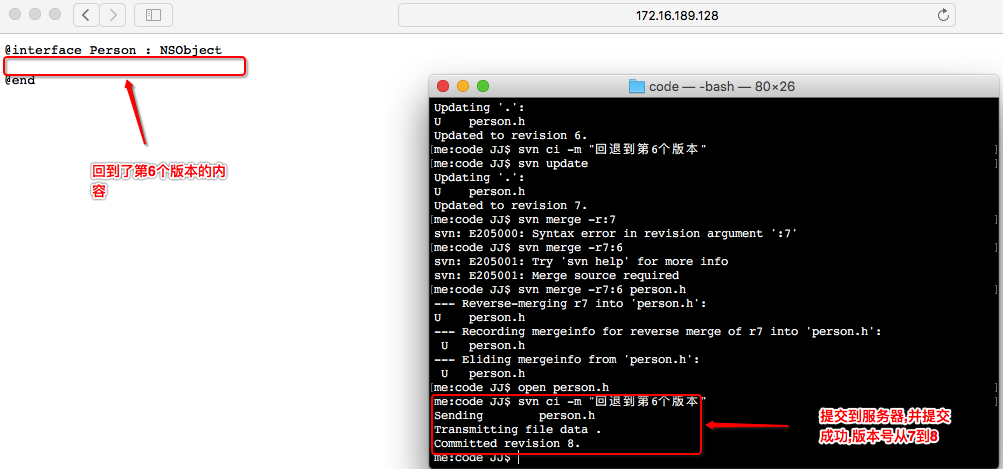 172.16.189.128
@interface Person : NSObject
@end
回到了第6个版本的内
容
code — -bash — 80×26
Updating '.':
U    person.h
Updated to revision 6.
[me:code JJ$ svn ci -m "回退到第6个版本" ]
[me:code JJ$ svn update ]
Updating '.':
U    person.h
Updated to revision 7.
[me:code JJ$ svn merge -r:7 ]
svn: E205000: Syntax error in revision argument ':7'
[me:code JJ$ svn merge -r7:6 ]
svn: E205001: Try 'svn help' for more info
svn: E205001: Merge source required
[me:code JJ$ svn merge -r7:6 person.h ]
--- Reverse-merging r7 into 'person.h':
U    person.h
--- Recording mergeinfo for reverse merge of r7 into 'person.h':
 U   person.h
--- Eliding mergeinfo from 'person.h':
 U   person.h
[me:code JJ$ open person.h ]
[me:code JJ$ svn ci -m "回退到第6个版本" ]
Sending        person.h
Transmitting file data .
Committed revision 8.
me:code JJ$
提交到服务器,并提交
成功,版本号从7到8